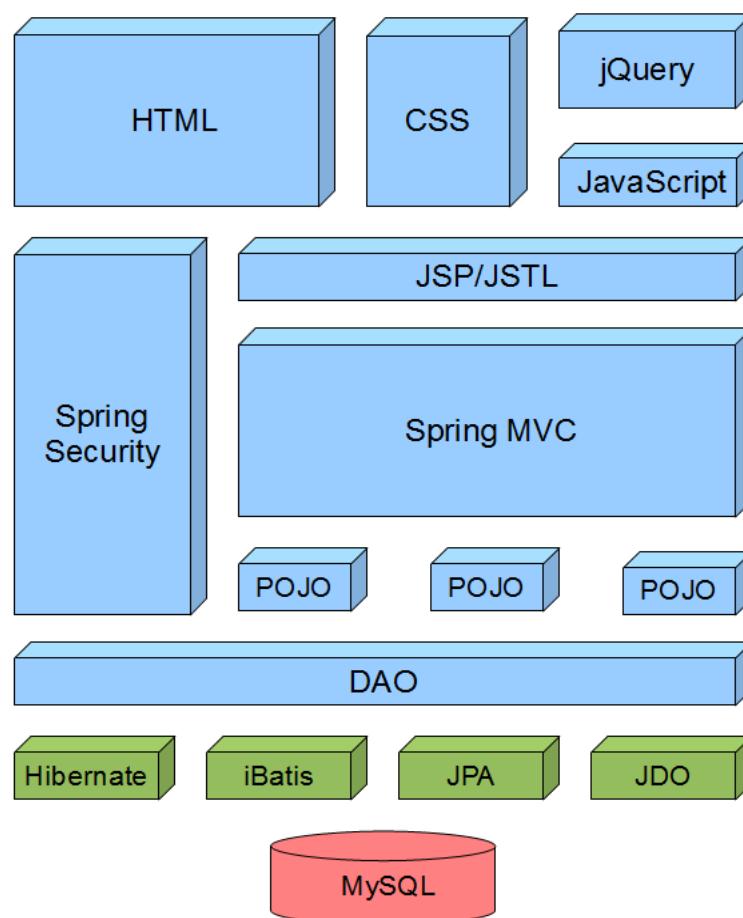 HTML
CSS
jQuery
JavaScript
JSP/JSTL
Spring
Security
Spring MVC
POJO
POJO
POJO
DAO
Hibernate
iBatis
JPA
JDO
MySQL